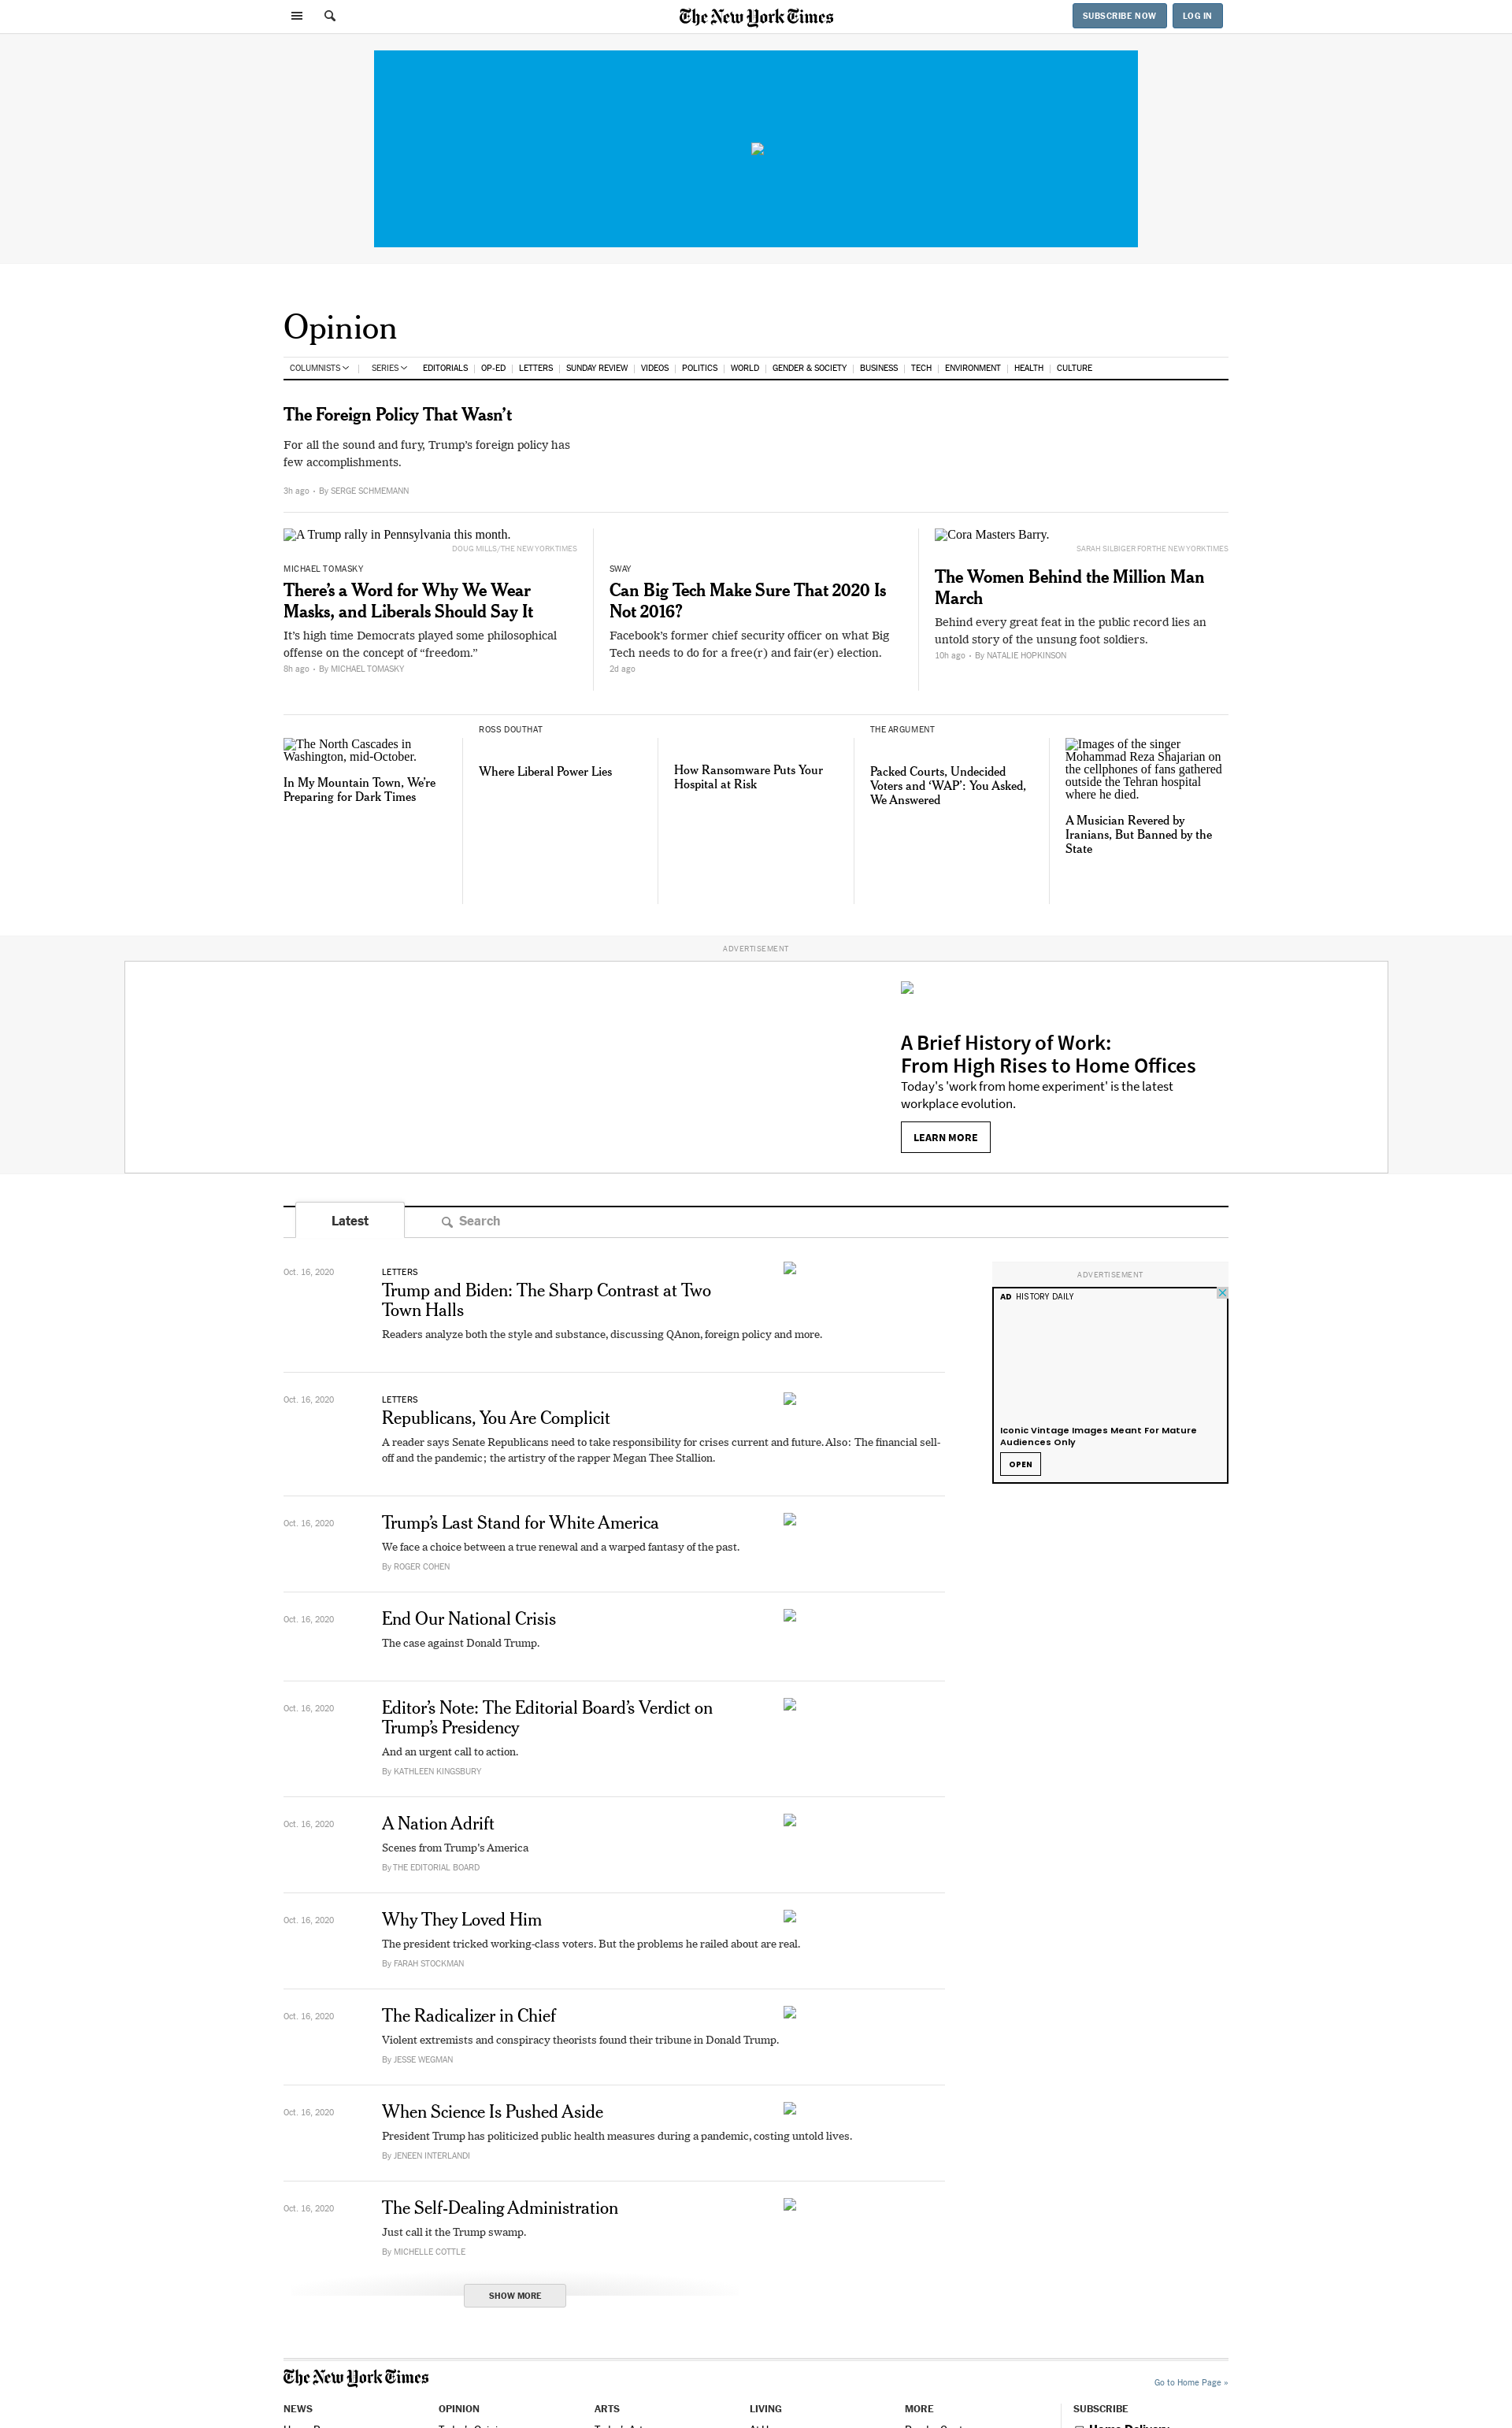 The New York Times
SUBSCRIBE NOW
LOG IN
Opinion
COLUMNISTS SERIES EDITORIALS OP-ED LETTERS SUNDAY REVIEW VIDEOS POLITICS WORLD GENDER & SOCIETY BUSINESS TECH ENVIRONMENT HEALTH CULTURE
The Foreign Policy That Wasn’t
For all the sound and fury, Trump’s foreign policy has
few accomplishments.
3h ago • By SERGE SCHMEMANN
A Trump rally in Pennsylvania this month.
DOUG MILLS/THE NEW YORK TIMES
MICHAEL TOMASKY
There’s a Word for Why We Wear
Masks, and Liberals Should Say It
It’s high time Democrats played some philosophical
offense on the concept of “freedom.”
8h ago • By MICHAEL TOMASKY
SWAY
Can Big Tech Make Sure That 2020 Is
Not 2016?
Facebook’s former chief security officer on what Big
Tech needs to do for a free(r) and fair(er) election.
2d ago
Cora Masters Barry.
SARAH SILBIGER FOR THE NEW YORK TIMES
The Women Behind the Million Man
March
Behind every great feat in the public record lies an
untold story of the unsung foot soldiers.
10h ago • By NATALIE HOPKINSON
The North Cascades in
Washington, mid-October.
In My Mountain Town, We’re
Preparing for Dark Times
ROSS DOUTHAT
Where Liberal Power Lies
How Ransomware Puts Your
Hospital at Risk
THE ARGUMENT
Packed Courts, Undecided
Voters and ‘WAP’: You Asked,
We Answered
Images of the singer
Mohammad Reza Shajarian on
the cellphones of fans gathered
outside the Tehran hospital
where he died.
A Musician Revered by
Iranians, But Banned by the
State
ADVERTISEMENT
A Brief History of Work:
From High Rises to Home Offices
Today's 'work from home experiment' is the latest
workplace evolution.
LEARN MORE
Latest
Search
Oct. 16, 2020
LETTERS
Trump and Biden: The Sharp Contrast at Two
Town Halls
Readers analyze both the style and substance, discussing QAnon, foreign policy and more.
ADVERTISEMENT
AD HISTORY DAILY
Iconic Vintage Images Meant For Mature
Audiences Only
OPEN
Oct. 16, 2020
LETTERS
Republicans, You Are Complicit
A reader says Senate Republicans need to take responsibility for crises current and future. Also: The financial sell-
off and the pandemic; the artistry of the rapper Megan Thee Stallion.
Oct. 16, 2020
Trump’s Last Stand for White America
We face a choice between a true renewal and a warped fantasy of the past.
By ROGER COHEN
Oct. 16, 2020
End Our National Crisis
The case against Donald Trump.
Oct. 16, 2020
Editor’s Note: The Editorial Board’s Verdict on
Trump’s Presidency
And an urgent call to action.
By KATHLEEN KINGSBURY
Oct. 16, 2020
A Nation Adrift
Scenes from Trump’s America
By THE EDITORIAL BOARD
Oct. 16, 2020
Why They Loved Him
The president tricked working-class voters. But the problems he railed about are real.
By FARAH STOCKMAN
Oct. 16, 2020
The Radicalizer in Chief
Violent extremists and conspiracy theorists found their tribune in Donald Trump.
By JESSE WEGMAN
Oct. 16, 2020
When Science Is Pushed Aside
President Trump has politicized public health measures during a pandemic, costing untold lives.
By JENEEN INTERLANDI
Oct. 16, 2020
The Self-Dealing Administration
Just call it the Trump swamp.
By MICHELLE COTTLE
SHOW MORE
The New York Times
Go to Home Page »
NEWS OPINION ARTS LIVING MORE SUBSCRIBE